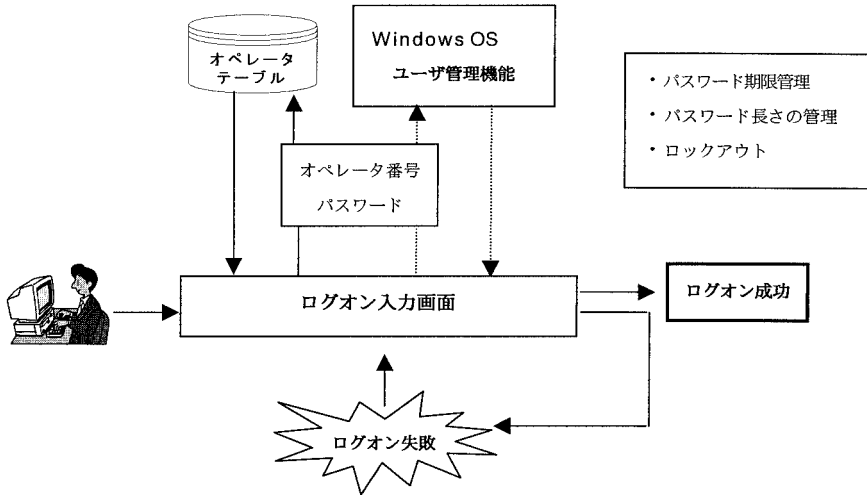 オペレータ
テーブル
Windows OS
ユーザ管理機能
・パスワード期限管理
・パスワード長さの管理
・ロックアウト
オペレータ番号
パスワード
ログオン入力画面
ログオン成功
ログオン失敗